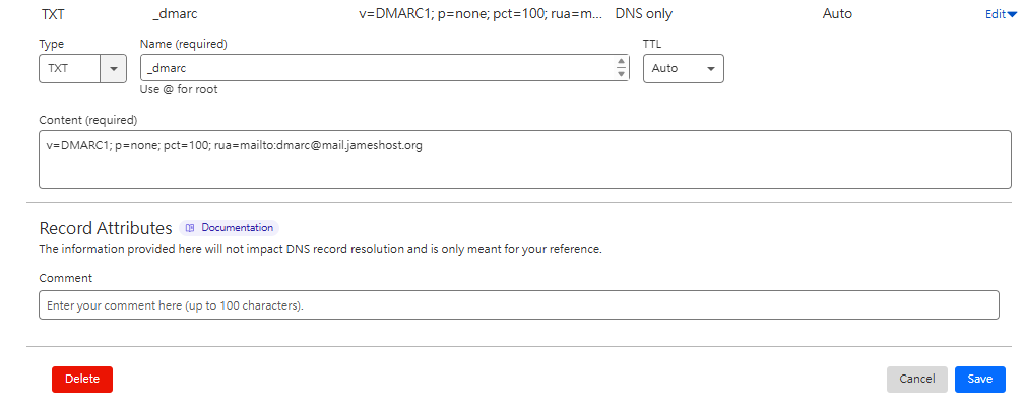 TXT _dmarc v=DMARC1; p=none; pct=100; rua=m... DNS only Auto Edit
Type Name (required) TTL
TXT _dmarc Auto
Use @ for root
Content (required)
v=DMARC1; p=none; pct=100; rua=mailto:dmarc@mail.jameshost.org
Record Attributes Documentation
The information provided here will not impact DNS record resolution and is only meant for your reference.
Comment
Enter your comment here (up to 100 characters).
Delete Cancel Save